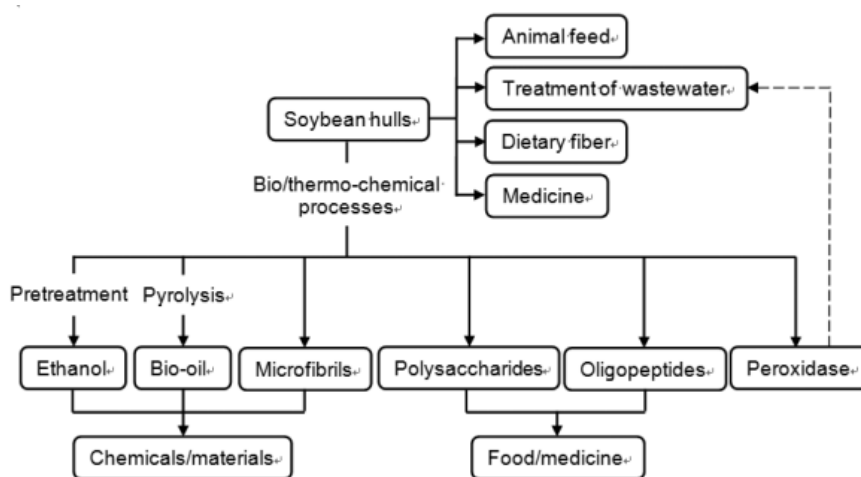 Animal feed
Treatment of wastewater
Soybean hulls
Dietary fiber
Bio/thermo-chemical
processes
Medicine
Pretreatment
Pyrolysis
Ethanol
Bio-oil
Microfibrils
Polysaccharides
Oligopeptides
Peroxidase
Chemicals/materials
Food/medicine